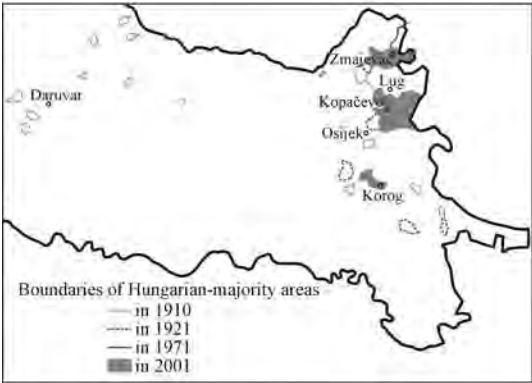 Zmajevac
Lug
Daruvar
Kopačevo
Osijek
Korog
Boundaries of Hungarian-majority areas
in 1910
in 1921
in 1971
in 2001